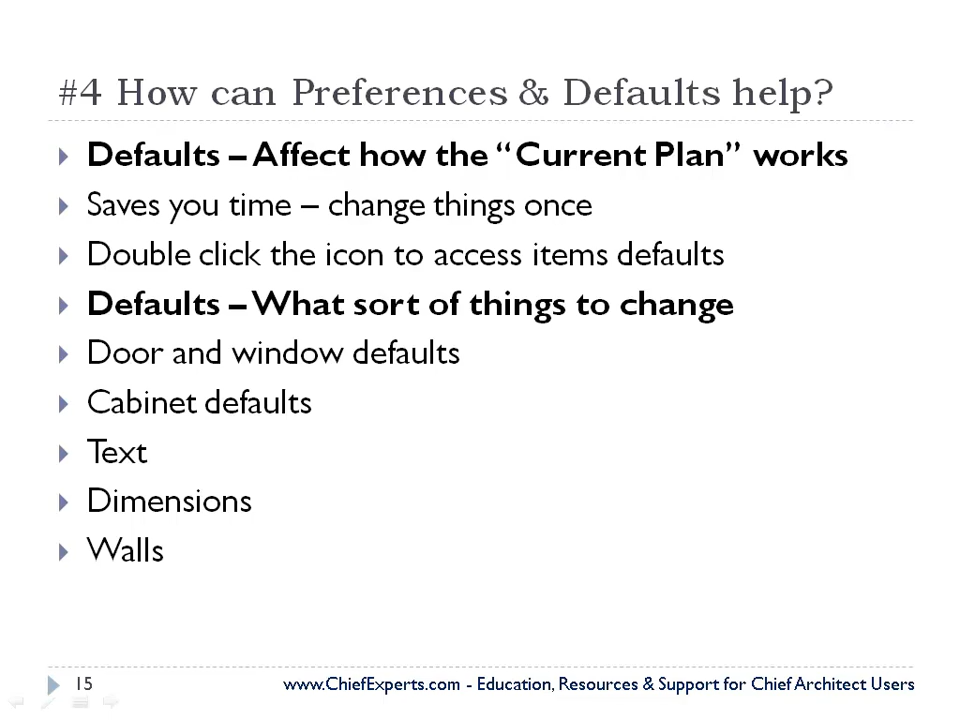 #4 How can Preferences & Defaults help?
Defaults – Affect how the “Current Plan” works
Saves you time – change things once
Double click the icon to access items defaults
Defaults – What sort of things to change
Door and window defaults
Cabinet defaults
Text
Dimensions
Walls
15 www.ChiefExperts.com - Education, Resources & Support for Chief Architect Users